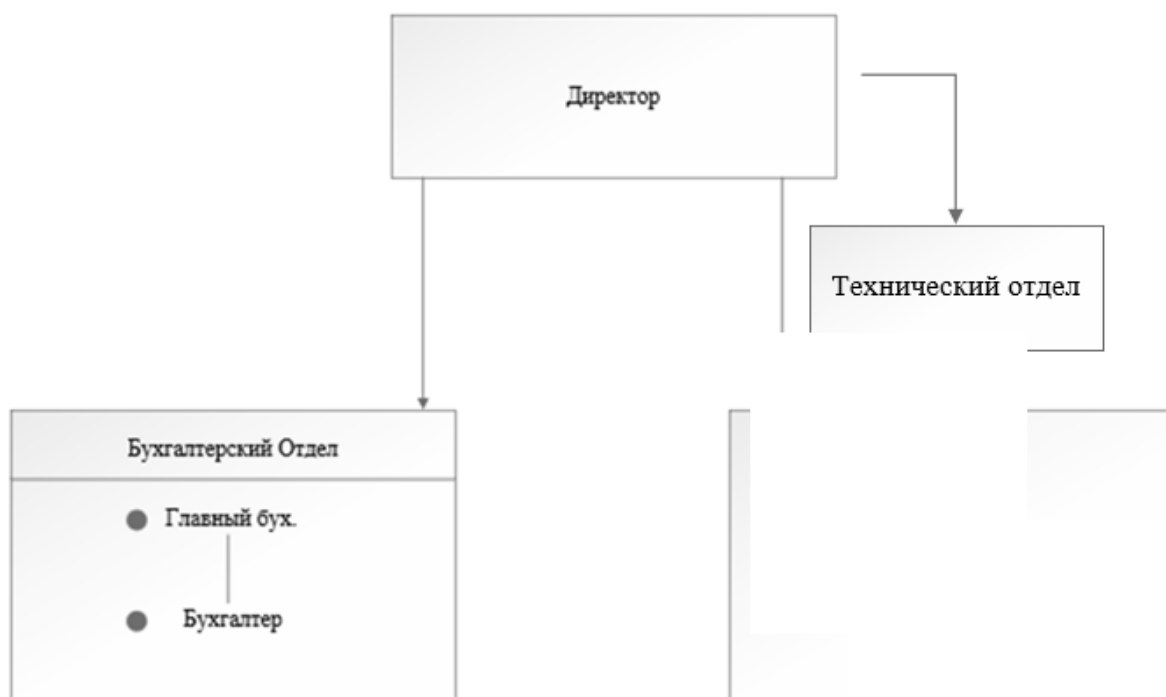 Директор
Технический отдел
Бухгалтерский Отдел
Главный бух.
Бухгалтер